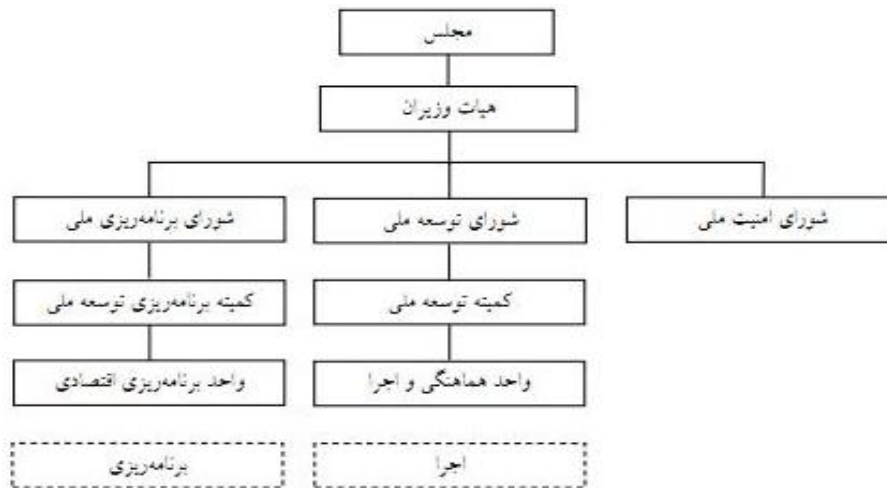 مجلس
هیات وزیران
شورای امنیت ملی
شورای توسعه ملی
شورای برنامه‌ریزی ملی
کمیته توسعه ملی
کمیته برنامه‌ریزی توسعه ملی
واحد هماهنگی و اجرا
واحد برنامه‌ریزی اقتصادی
اجرا
برنامه‌ریزی